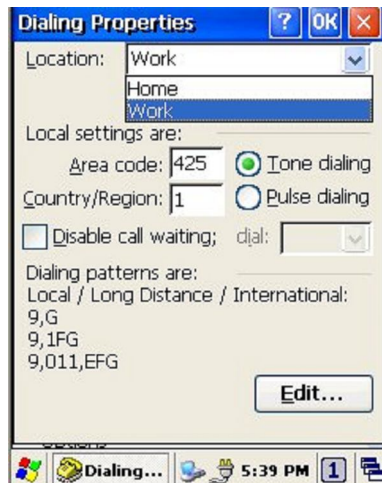 Dialing Properties ? OK ×
Location: Work
Home
Work
Local settings are:
Area code: 425 Tone dialing
Country/Region: 1 Pulse dialing
Disable call waiting; dial:
Dialing patterns are:
Local / Long Distance / International:
9,G
9,1FG
9,011,EFG
Edit...
Dialing... 5:39 PM 1